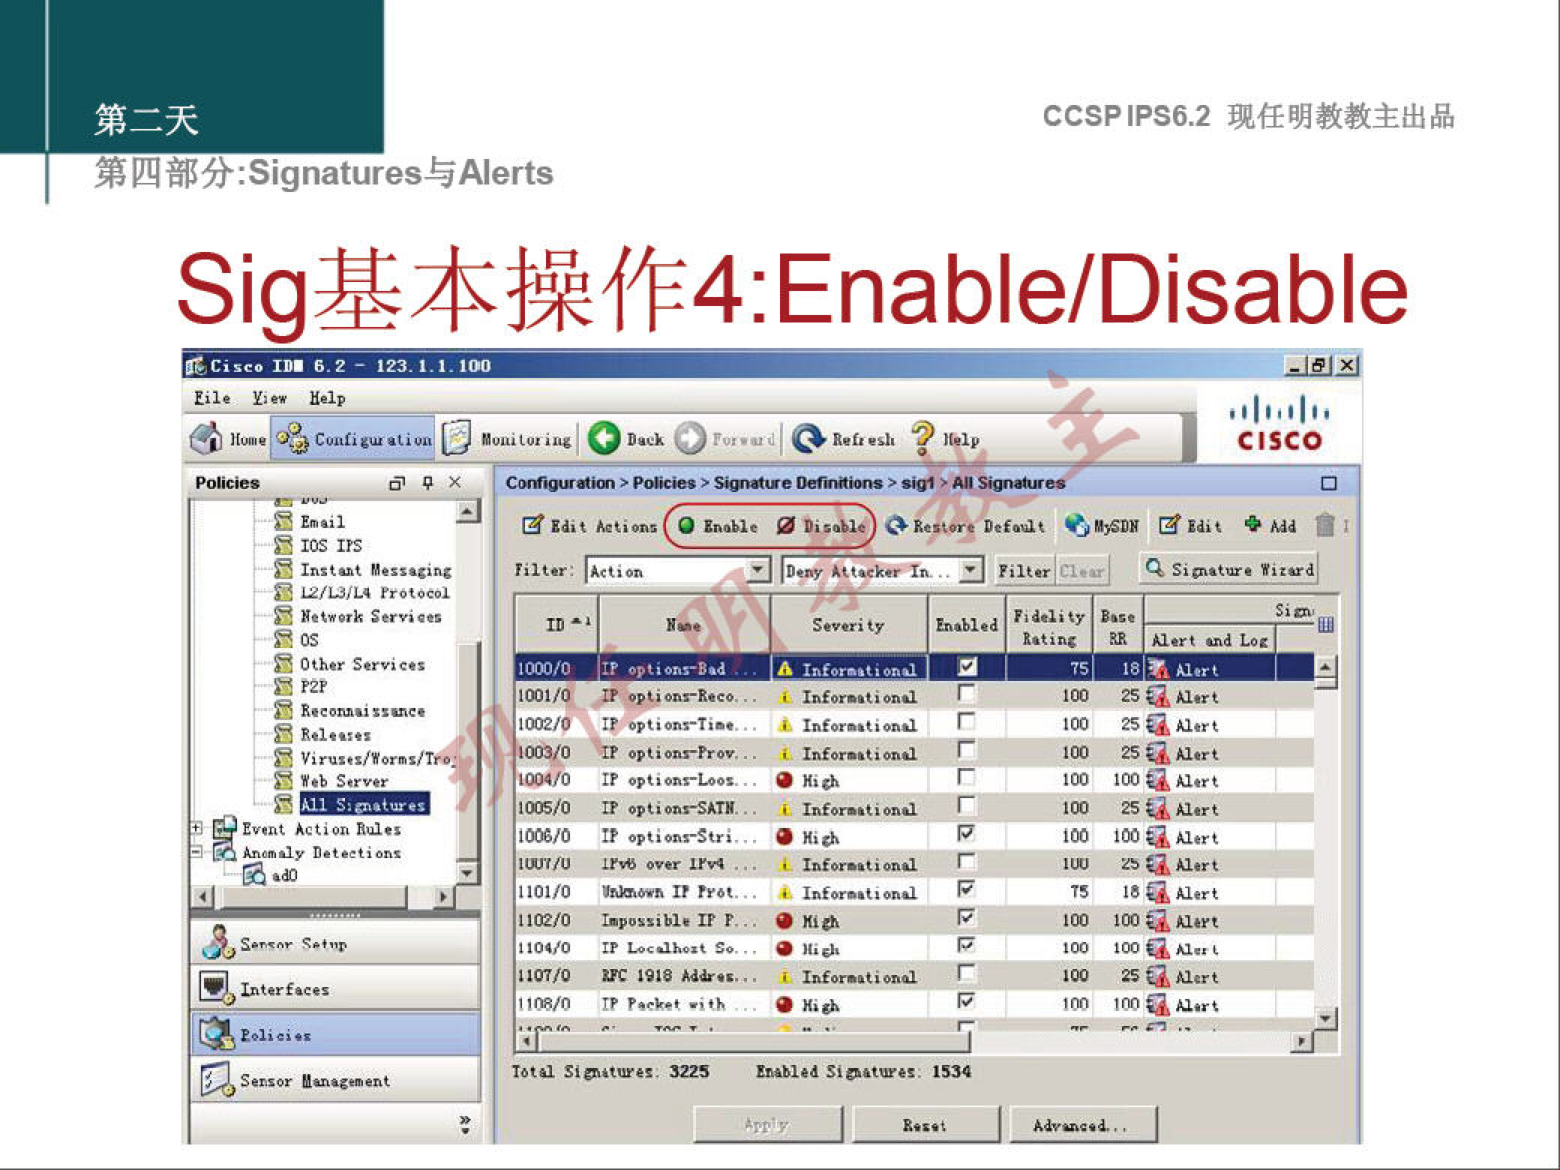 第二天
CCSP IPS6.2 现任明教教主出品
第四部分:Signatures与Alerts
Sig基本操作4:Enable/Disable
Cisco IDM 6.2 - 123.1.1.100
File View Help
Home Configuration Monitoring Back Forward Refresh Help
CISCO
Policies
Email
IOS IPS
Instant Messaging
L2/L3/L4 Protocol
Network Services
OS
Other Services
P2P
Reconnaissance
Releases
Viruses/Worms/Tro
Web Server
All Signatures
Event Action Rules
Anomaly Detections
ad0
Sensor Setup
Interfaces
Policies
Sensor Management
Configuration > Policies > Signature Definitions > sig1 > All Signatures
Edit Actions Enable Disable Restore Default MySDN Edit Add
Filter: Action Deny Attacker In... Filter Clear Signature Wizard
ID Name Severity Enabled Fidelity Rating Base RR Sign
Alert and Log
1000/0 IP options-Bad ... Informational 75 18 Alert
1001/0 IP options-Reco... Informational 100 25 Alert
1002/0 IP options-Time... Informational 100 25 Alert
1003/0 IP options-Prov... Informational 100 25 Alert
1004/0 IP options-Loos... High 100 100 Alert
1005/0 IP options-SATN... Informational 100 25 Alert
1006/0 IP options-Stri... High 100 100 Alert
1007/0 IPv6 over IPv4 ... Informational 100 25 Alert
1101/0 Unknown IP Prot... Informational 75 18 Alert
1102/0 Impossible IP P... High 100 100 Alert
1104/0 IP Localhost So... High 100 100 Alert
1107/0 RFC 1918 Addres... Informational 100 25 Alert
1108/0 IP Packet with ... High 100 100 Alert
Total Signatures: 3225 Enabled Signatures: 1534
Apply Reset Advanced...
现任明教教主